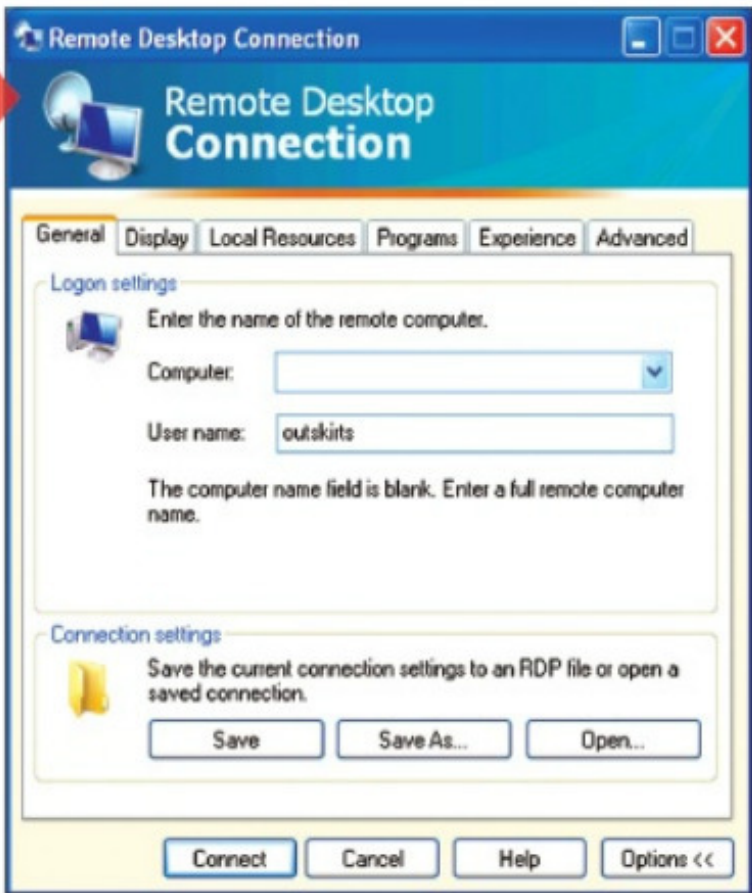 Remote Desktop Connection
Remote Desktop
Connection
General Display Local Resources Programs Experience Advanced
Logon settings
Enter the name of the remote computer.
Computer:
User name: outskirts
The computer name field is blank. Enter a full remote computer
name.
Connection settings
Save the current connection settings to an RDP file or open a
saved connection.
Save Save As... Open...
Connect Cancel Help Options <<